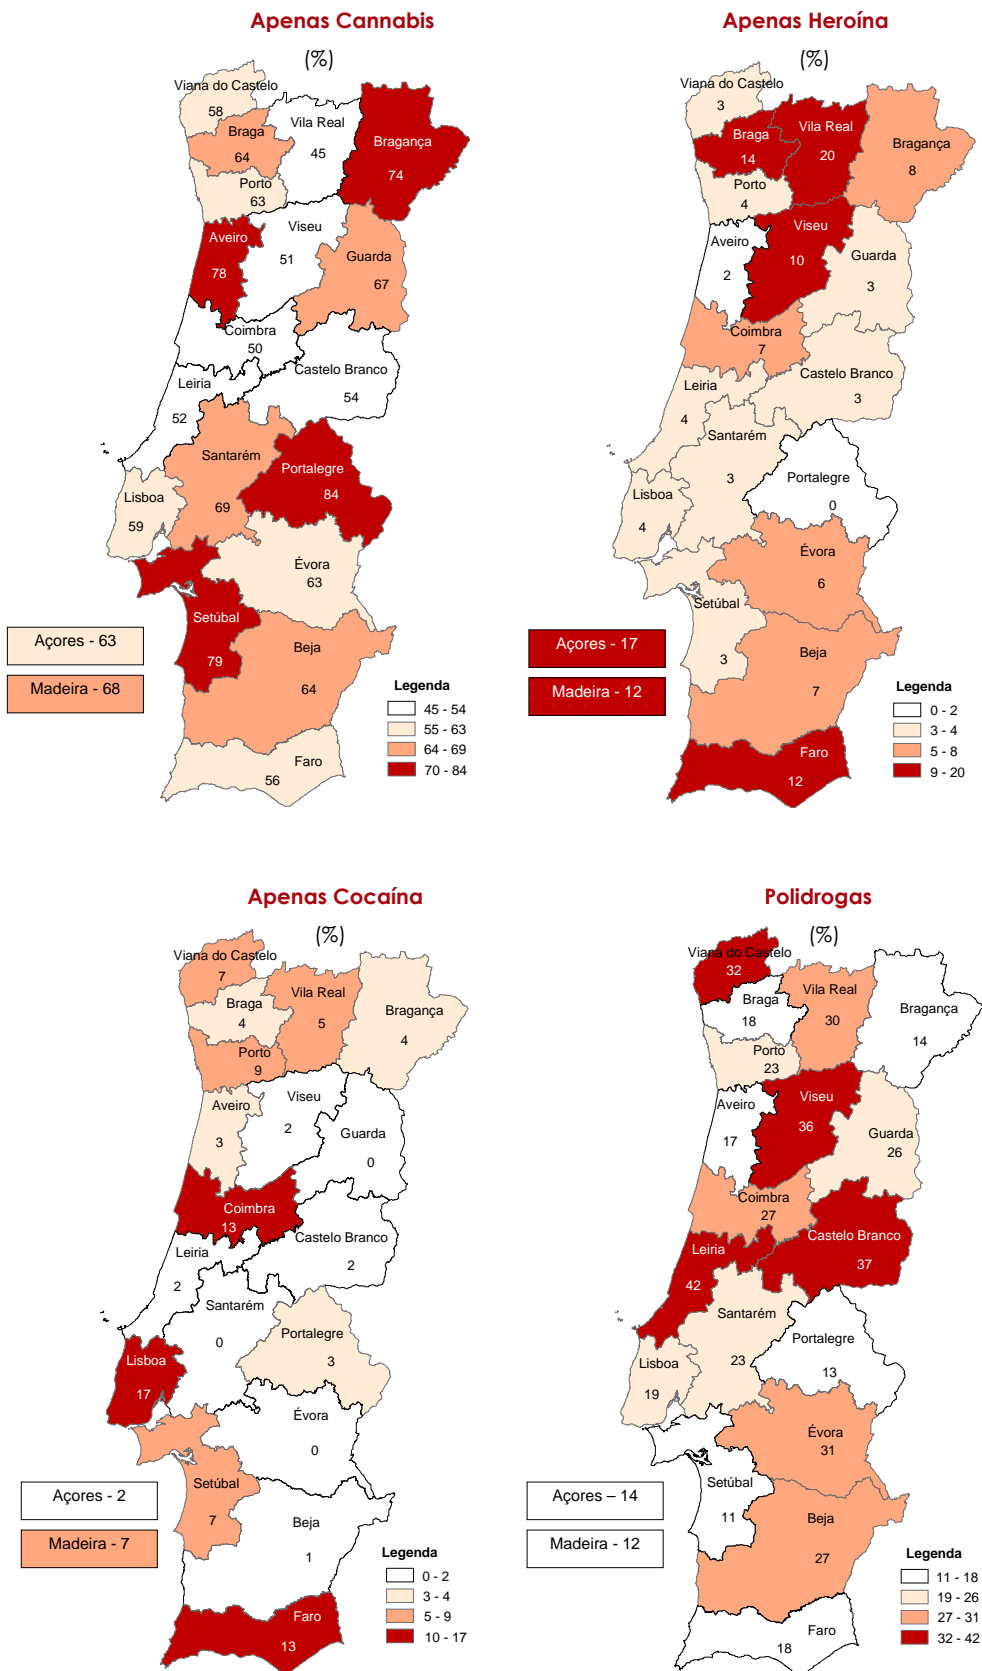 Apenas Cannabis
(%)
Viana do Castelo
58
Braga
64
Vila Real
45
Bragança
74
Porto
63
Aveiro
78
Viseu
51
Guarda
67
Coimbra
50
Castelo Branco
54
Leiria
52
Santarém
69
Portalegre
84
Lisboa
59
Évora
63
Setúbal
79
Beja
64
Faro
56
Açores - 63
Madeira - 68
Legenda
45 - 54
55 - 63
64 - 69
70 - 84
Apenas Heroína
(%)
Viana do Castelo
3
Braga
14
Vila Real
20
Bragança
8
Porto
4
Aveiro
2
Viseu
10
Guarda
3
Coimbra
7
Castelo Branco
3
Leiria
4
Santarém
3
Portalegre
0
Lisboa
4
Évora
6
Setúbal
3
Beja
7
Faro
12
Açores - 17
Madeira - 12
Legenda
0 - 2
3 - 4
5 - 8
9 - 20
Apenas Cocaína
(%)
Viana do Castelo
7
Braga
4
Vila Real
5
Bragança
4
Porto
9
Aveiro
3
Viseu
2
Guarda
0
Coimbra
13
Castelo Branco
2
Leiria
2
Santarém
0
Portalegre
3
Lisboa
17
Évora
0
Setúbal
7
Beja
1
Faro
13
Açores - 2
Madeira - 7
Legenda
0 - 2
3 - 4
5 - 9
10 - 17
Polidrogas
(%)
Viana do Castelo
32
Braga
18
Vila Real
30
Bragança
14
Porto
23
Aveiro
17
Viseu
36
Guarda
26
Coimbra
27
Castelo Branco
37
Leiria
42
Santarém
23
Portalegre
13
Lisboa
19
Évora
31
Setúbal
11
Beja
27
Faro
18
Açores – 14
Madeira - 12
Legenda
11 - 18
19 - 26
27 - 31
32 - 42